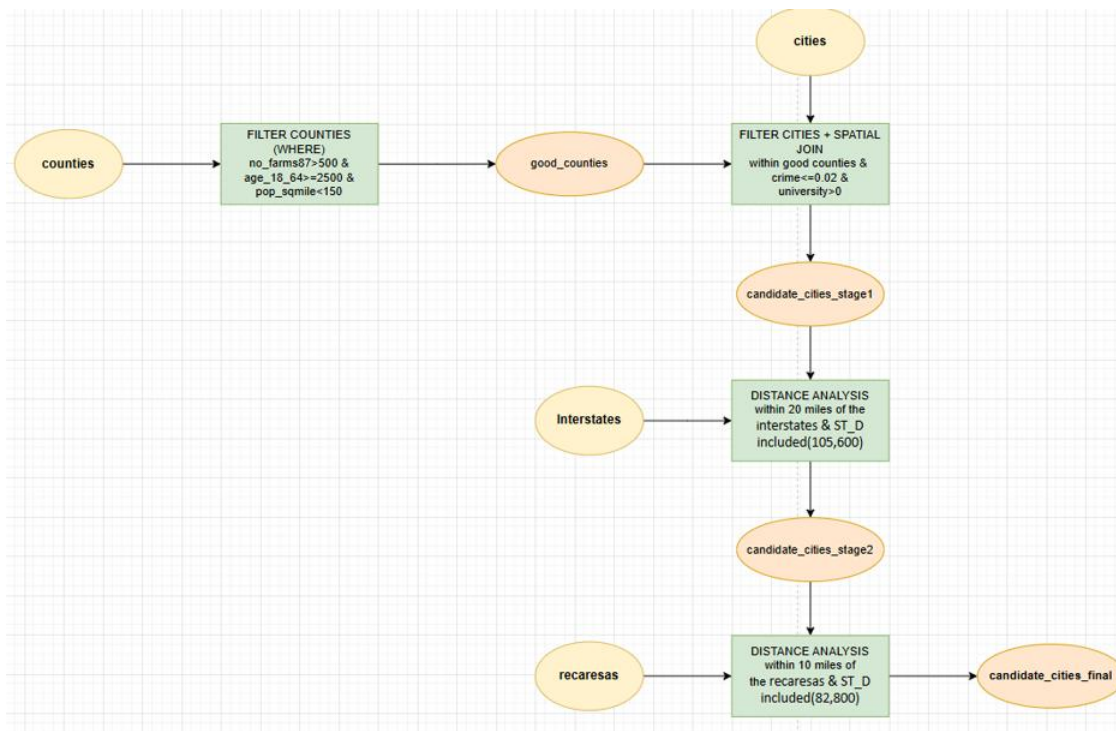 cities
counties
FILTER COUNTIES
(WHERE)
no_farms87>500 &
age_18_64>=2500 &
pop_sqmile<150
good_counties
FILTER CITIES + SPATIAL
JOIN
within good counties &
crime<=0.02 &
university>0
candidate_cities_stage1
Interstates
DISTANCE ANALYSIS
within 20 miles of the
interstates & ST_D
included(105,600)
candidate_cities_stage2
recaresas
DISTANCE ANALYSIS
within 10 miles of
the recaresas & ST_D
included(82,800)
candidate_cities_final